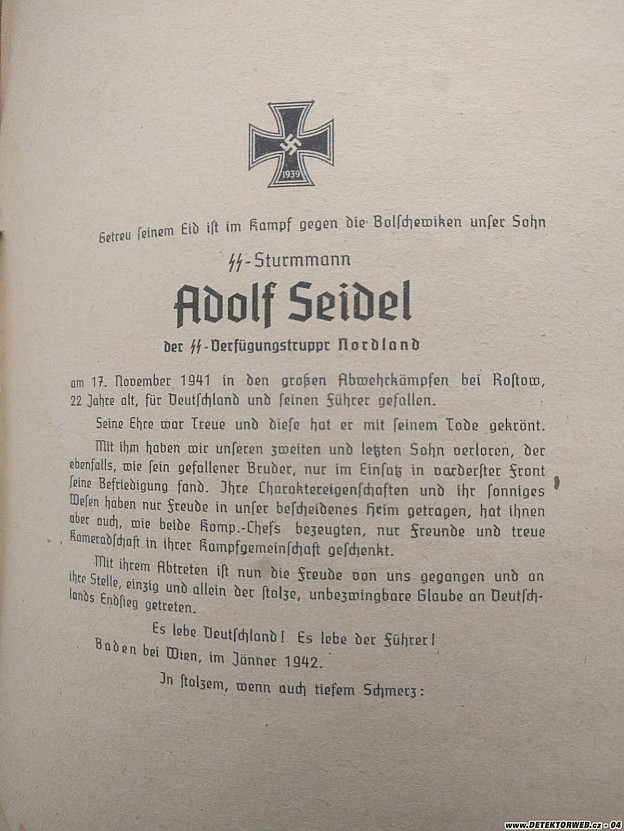 1939
Getreu seinem Eid ist im Kampf gegen die Bolschewiken unser Sohn
ᛋᛋ-Sturmmann
Adolf Seidel
der ᛋᛋ-Verfügungstruppr Nordland
am 17. November 1941 in den großen Abwehrkämpfen bei Rostow,
22 Jahre alt, für Deutschland und seinen Führer gefallen.
Seine Ehre war Treue und diese hat er mit seinem Tode gekrönt.
Mit ihm haben wir unseren zweiten und letzten Sohn verloren, der
ebenfalls, wie sein gefallener Bruder, nur im Einsatz in vorderster Front
seine Befriedigung fand. Ihre Charaktereigenschaften und ihr sonniges
Wesen haben nur Freude in unser bescheidenes Heim getragen, hat ihnen
aber auch, wie beide Komp.-Chefs bezeugten, nur Freunde und treue
Kameradschaft in ihrer Kampfgemeinschaft geschenkt.
Mit ihrem Abtreten ist nun die Freude von uns gegangen und an
ihre Stelle, einzig und allein der stolze, unbezwingbare Glaube an Deutsch-
lands Endsieg getreten.
Es lebe Deutschland! Es lebe der Führer!
Baden bei Wien, im Jänner 1942.
In stolzem, wenn auch tiefem Schmerz:
www.DETEKTORWEB.cz - 04